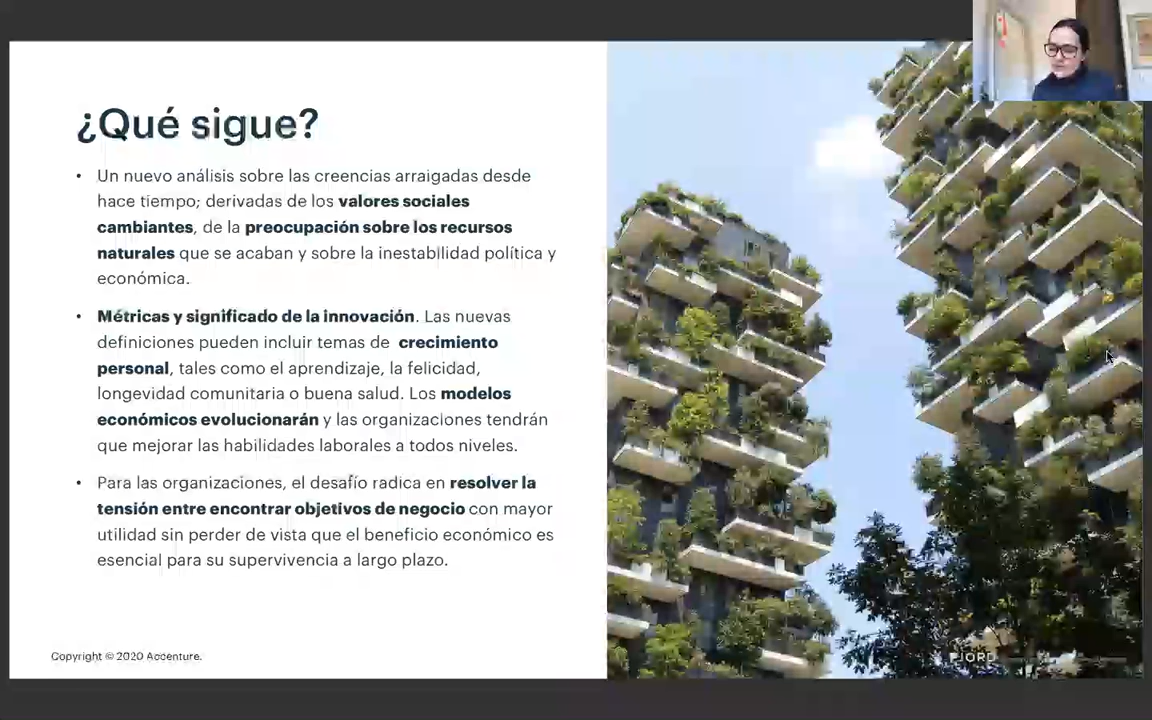 ¿Qué sigue?
• Un nuevo análisis sobre las creencias arraigadas desde
hace tiempo; derivadas de los valores sociales
cambiantes, de la preocupación sobre los recursos
naturales que se acaban y sobre la inestabilidad política y
económica.
• Métricas y significado de la innovación. Las nuevas
definiciones pueden incluir temas de crecimiento
personal, tales como el aprendizaje, la felicidad,
longevidad comunitaria o buena salud. Los modelos
económicos evolucionarán y las organizaciones tendrán
que mejorar las habilidades laborales a todos niveles.
• Para las organizaciones, el desafío radica en resolver la
tensión entre encontrar objetivos de negocio con mayor
utilidad sin perder de vista que el beneficio económico es
esencial para su supervivencia a largo plazo.
Copyright © 2020 Accenture.
FJORD